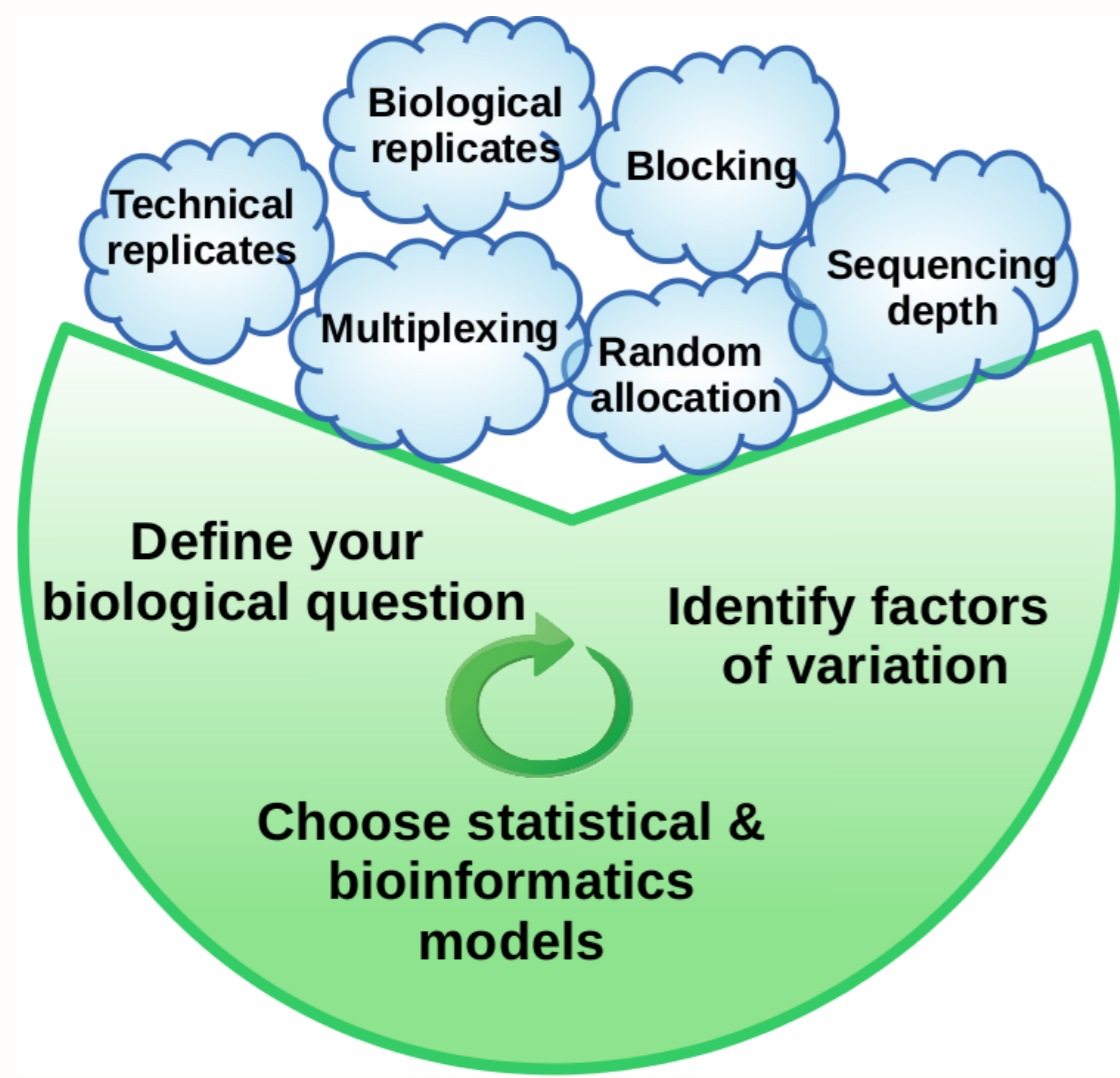 Biological
replicates
Blocking
Technical
replicates
Sequencing
depth
Multiplexing
Random
allocation
Define your
biological question
Identify factors
of variation
Choose statistical &
bioinformatics
models